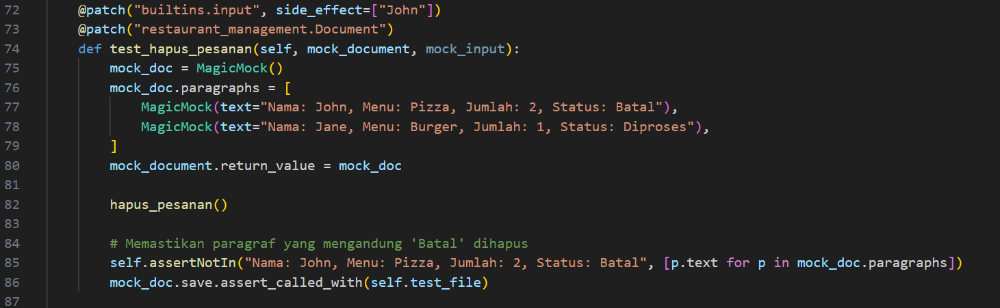 72 @patch("builtins.input", side_effect=["John"])
73 @patch("restaurant_management.Document")
74 def test_hapus_pesanan(self, mock_document, mock_input):
75 mock_doc = MagicMock()
76 mock_doc.paragraphs = [
77 MagicMock(text="Nama: John, Menu: Pizza, Jumlah: 2, Status: Batal"),
78 MagicMock(text="Nama: Jane, Menu: Burger, Jumlah: 1, Status: Diproses"),
79 ]
80 mock_document.return_value = mock_doc
81
82 hapus_pesanan()
83
84 # Memastikan paragraf yang mengandung 'Batal' dihapus
85 self.assertNotIn("Nama: John, Menu: Pizza, Jumlah: 2, Status: Batal", [p.text for p in mock_doc.paragraphs])
86 mock_doc.save.assert_called_with(self.test_file)
87